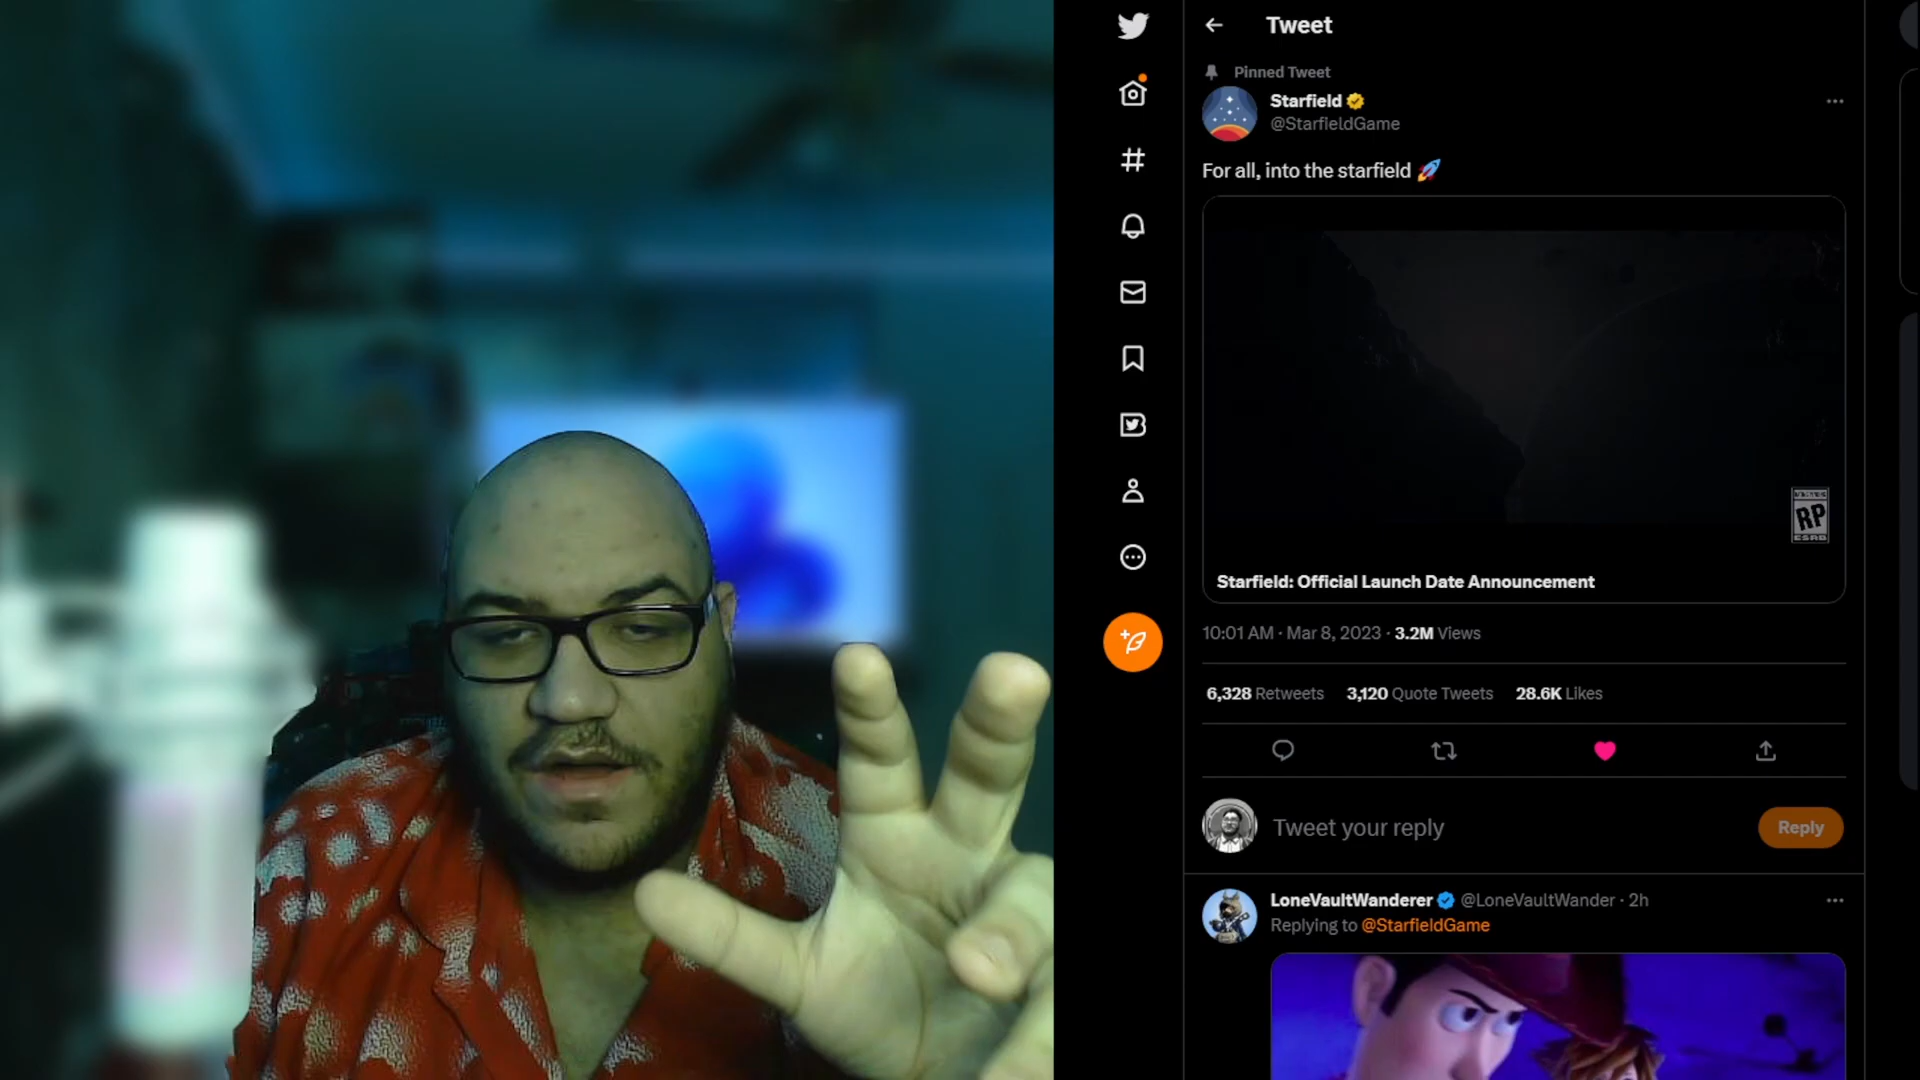 Tweet
Pinned Tweet
Starfield
@StarfieldGame
For all, into the starfield 🚀
RP
ESRB
Starfield: Official Launch Date Announcement
10:01 AM · Mar 8, 2023 · 3.2M Views
6,328 Retweets 3,120 Quote Tweets 28.6K Likes
Tweet your reply
Reply
LoneVaultWanderer @LoneVaultWander · 2h
Replying to @StarfieldGame